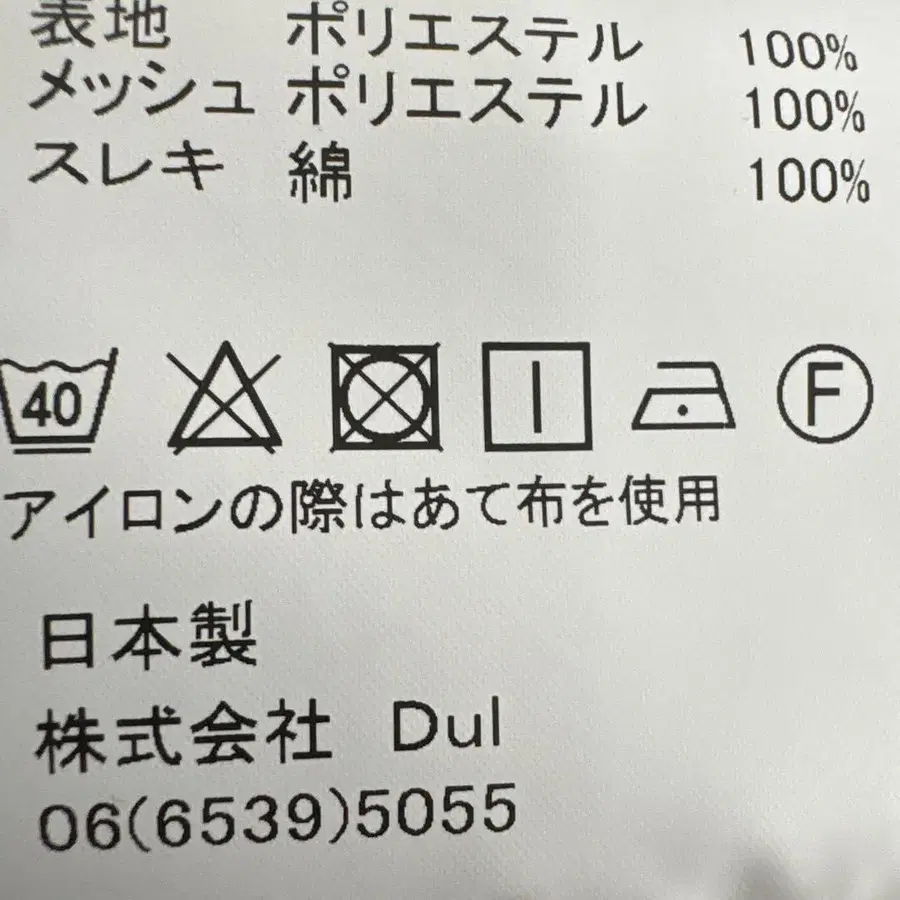 表地 ポリエステル 100%
メッシュ ポリエステル 100%
スレキ 綿 100%
40 F
アイロンの際はあて布を使用
日本製
株式会社 Dul
06(6539)5055